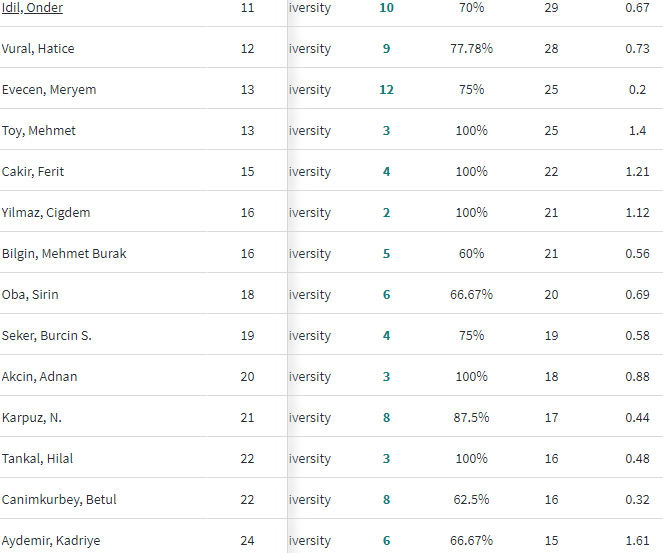 Idil, Onder 11 iversity 10 70% 29 0.67
Vural, Hatice 12 iversity 9 77.78% 28 0.73
Evecen, Meryem 13 iversity 12 75% 25 0.2
Toy, Mehmet 13 iversity 3 100% 25 1.4
Cakir, Ferit 15 iversity 4 100% 22 1.21
Yilmaz, Cigdem 16 iversity 2 100% 21 1.12
Bilgin, Mehmet Burak 16 iversity 5 60% 21 0.56
Oba, Sirin 18 iversity 6 66.67% 20 0.69
Seker, Burcin S. 19 iversity 4 75% 19 0.58
Akcin, Adnan 20 iversity 3 100% 18 0.88
Karpuz, N. 21 iversity 8 87.5% 17 0.44
Tankal, Hilal 22 iversity 3 100% 16 0.48
Canimkurbey, Betul 22 iversity 8 62.5% 16 0.32
Aydemir, Kadriye 24 iversity 6 66.67% 15 1.61